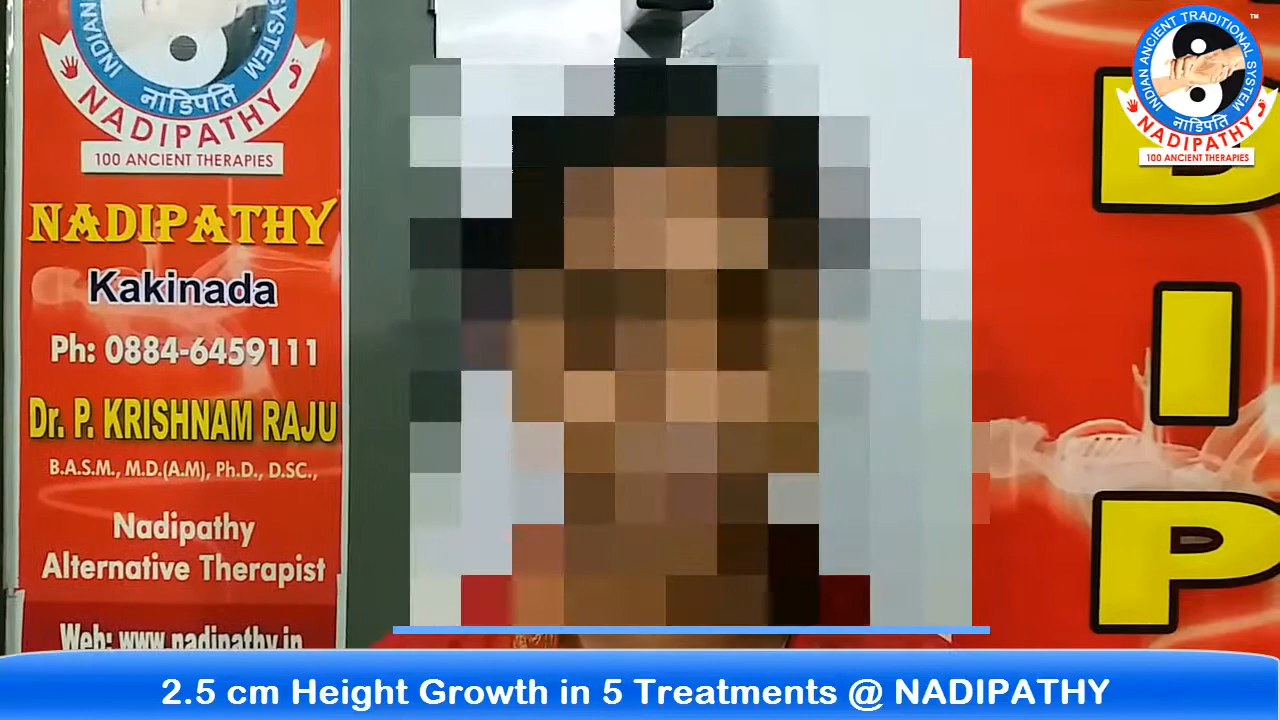 INDIAN SYSTEM
नाडिपति
NADIPATHY
100 ANCIENT THERAPIES
NADIPATHY
Kakinada
Ph: 0884-6459111
Dr. P. KRISHNAM RAJU
B.A.S.M., M.D.(A.M), Ph.D., D.SC.,
Nadipathy
Alternative Therapist
Web: www.nadipathy.in
INDIAN ANCIENT TRADITIONAL SYSTEM
TM
नाडिपति
NADIPATHY
100 ANCIENT THERAPIES
D
I
P
2.5 cm Height Growth in 5 Treatments @ NADIPATHY